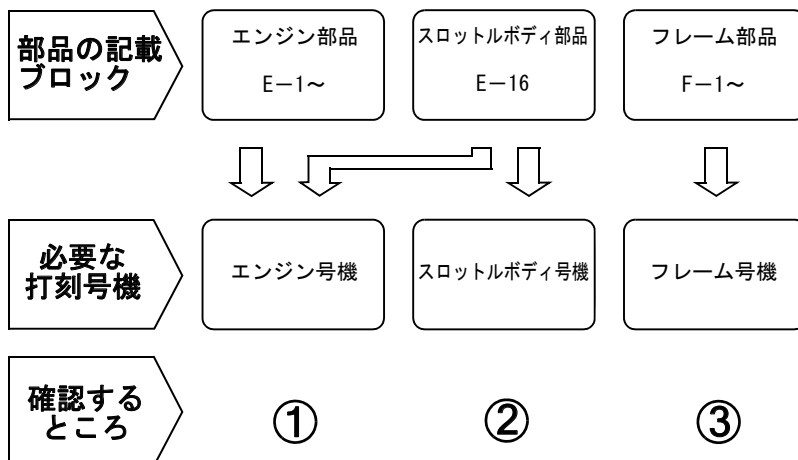 部品の記載
ブロック
エンジン部品
E－1～
スロットルボディ部品
E－16
フレーム部品
F－1～
必要な
打刻号機
エンジン号機
スロットルボディ号機
フレーム号機
確認する
ところ
①
②
③